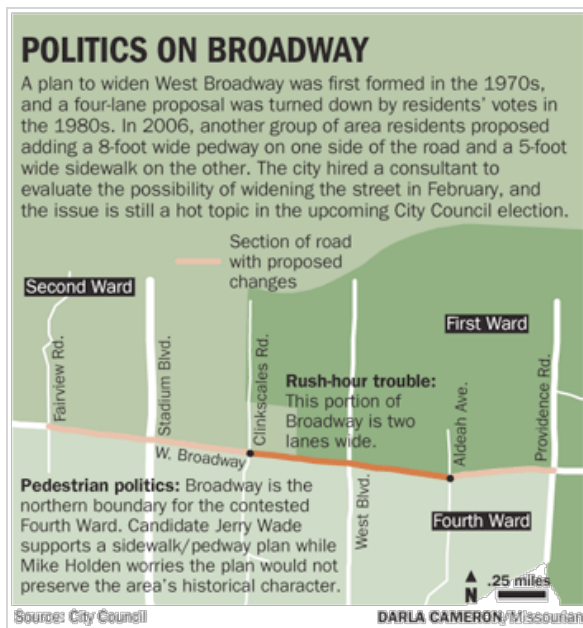 POLITICS ON BROADWAY
A plan to widen West Broadway was first formed in the 1970s,
and a four-lane proposal was turned down by residents' votes in
the 1980s. In 2006, another group of area residents proposed
adding a 8-foot wide pedway on one side of the road and a 5-foot
wide sidewalk on the other. The city hired a consultant to
evaluate the possibility of widening the street in February, and
the issue is still a hot topic in the upcoming City Council election.
Section of road
with proposed
changes
Second Ward
First Ward
Fairview Rd.
Stadium Blvd.
Clinkscales Rd.
Rush-hour trouble:
This portion of
Broadway is two
lanes wide.
Aldeah Ave.
Providence Rd.
W. Broadway
West Blvd.
Pedestrian politics: Broadway is the
northern boundary for the contested
Fourth Ward. Candidate Jerry Wade
supports a sidewalk/pedway plan while
Mike Holden worries the plan would not
preserve the area's historical character.
Fourth Ward
N
.25 miles
Source: City Council
DARLA CAMERON/Missourian